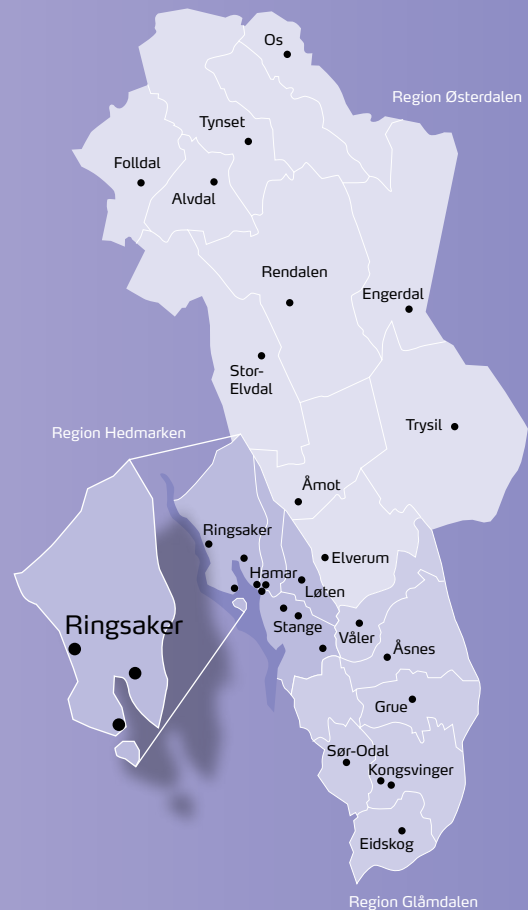 Os
Region Østerdalen
Tynset
Folldal
Alvdal
Rendalen
Engerdal
Stor-
Elvdal
Trysil
Region Hedmarken
Åmot
Ringsaker
Elverum
Hamar
Løten
Ringsaker
Stange
Våler
Åsnes
Grue
Sør-Odal
Kongsvinger
Eidskog
Region Glåmdalen